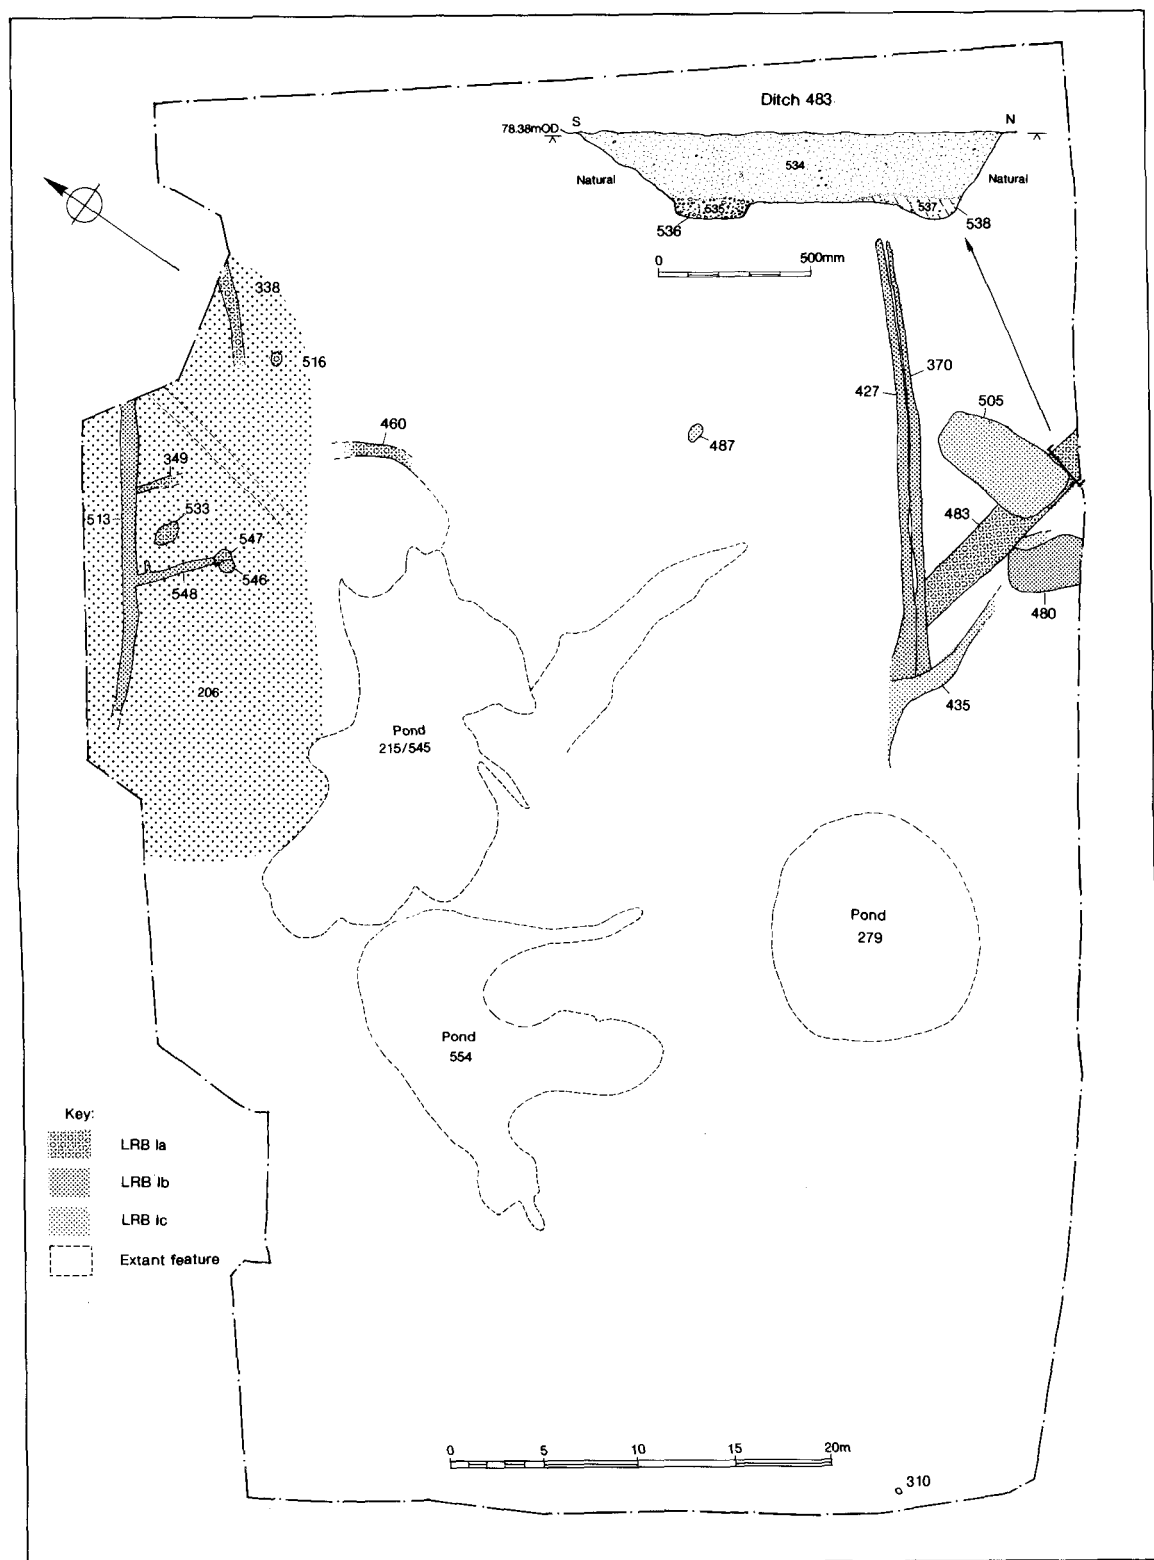 Ditch 483
S
N
78.38mOD
534
Natural
Natural
535
537
536
538
0 500mm
338
516
370
427
505
460
487
349
513
533
483
547
546
548
480
206
435
Pond
215/545
Pond
279
Pond
554
Key:
LRB Ia
LRB Ib
LRB Ic
Extant feature
0 5 10 15 20m
310